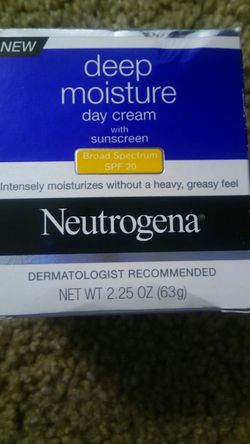 NEW
deep
moisture
day cream
with
sunscreen
Broad Spectrum
SPF 20
Intensely moisturizes without a heavy, greasy feel
Neutrogena®
DERMATOLOGIST RECOMMENDED
NET WT 2.25 OZ (63g)